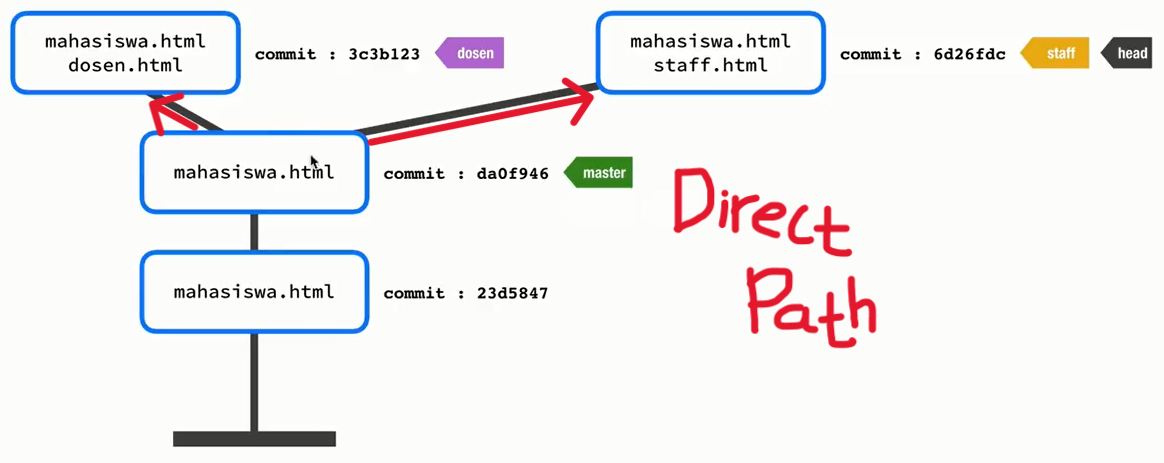 mahasiswa.html
dosen.html
commit : 3c3b123
dosen
mahasiswa.html
staff.html
commit : 6d26fdc
staff
head
mahasiswa.html
commit : da0f946
master
Direct
Path
mahasiswa.html
commit : 23d5847